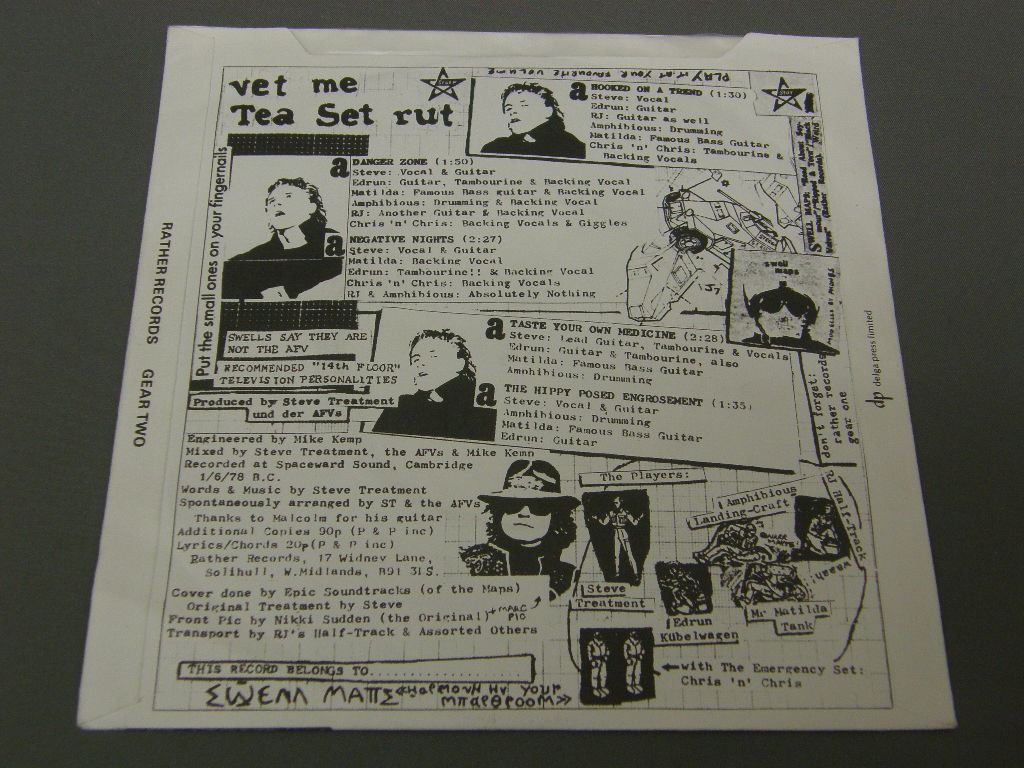 vet me
Tea Set rut
PLAY IT AT YOUR FAVOURITE VOLUME
a HOOKED ON A TREND (1:30)
Steve: Vocal
Edrun: Guitar
RJ: Guitar as well
Amphibious: Drumming
Matilda: Famous Bass Guitar
Chris 'n' Chris: Tambourine &
Backing Vocals
a DANGER ZONE (1:50)
Steve: Vocal & Guitar
Edrun: Guitar, Tambourine & Backing Vocal
Matilda: Famous Bass guitar & Backing Vocal
Amphibious: Drumming & Backing Vocal
RJ: Another Guitar & Backing Vocal
Chris 'n' Chris: Backing Vocals & Giggles
a NEGATIVE NIGHTS (2:27)
Steve: Vocal & Guitar
Matilda: Backing Vocal
Edrun: Tambourine!! & Backing Vocal
Chris 'n' Chris: Backing Vocals
RJ & Amphibious: Absolutely Nothing
Put the small ones on your fingernails
RATHER RECORDS GEAR TWO
SWELL MAPS:
swell
maps
SWELLS SAY THEY ARE
NOT THE AFV
RECOMMENDED "14th FLOOR"
TELEVISION PERSONALITIES
a TASTE YOUR OWN MEDICINE (2:28)
Steve: Lead Guitar, Tambourine & Vocals
Edrun: Guitar & Tambourine, also
Matilda: Famous Bass Guitar
Amphibious: Drumming
a THE HIPPY POSED ENGROSEMENT (1:35)
Steve: Vocal & Guitar
Amphibious: Drumming
Matilda: Famous Bass Guitar
Edrun: Guitar
don't forget:
rather records
gear one
dp delga press limited
Produced by Steve Treatment
und der AFVs
Engineered by Mike Kemp
Mixed by Steve Treatment, the AFVs & Mike Kemp
Recorded at Spaceward Sound, Cambridge
1/6/78 B.C.
Words & Music by Steve Treatment
Spontaneously arranged by ST & the AFVs
Thanks to Malcolm for his guitar
Additional Copies 90p (P & P inc)
Lyrics/Chords 20p (P & P inc)
Rather Records, 17 Widney Lane,
Solihull, W.Midlands, B91 3LS.
Cover done by Epic Soundtracks (of the Maps)
Original Treatment by Steve
Front Pic by Nikki Sudden (the Original) + MARC PIC
Transport by RJ's Half-Track & Assorted Others
The Players:
Steve
Treatment
Edrun
Kübelwagen
Amphibious
Landing-Craft
Mr Matilda
Tank
RJ Half-Track
with The Emergency Set:
Chris 'n' Chris
THIS RECORD BELONGS TO